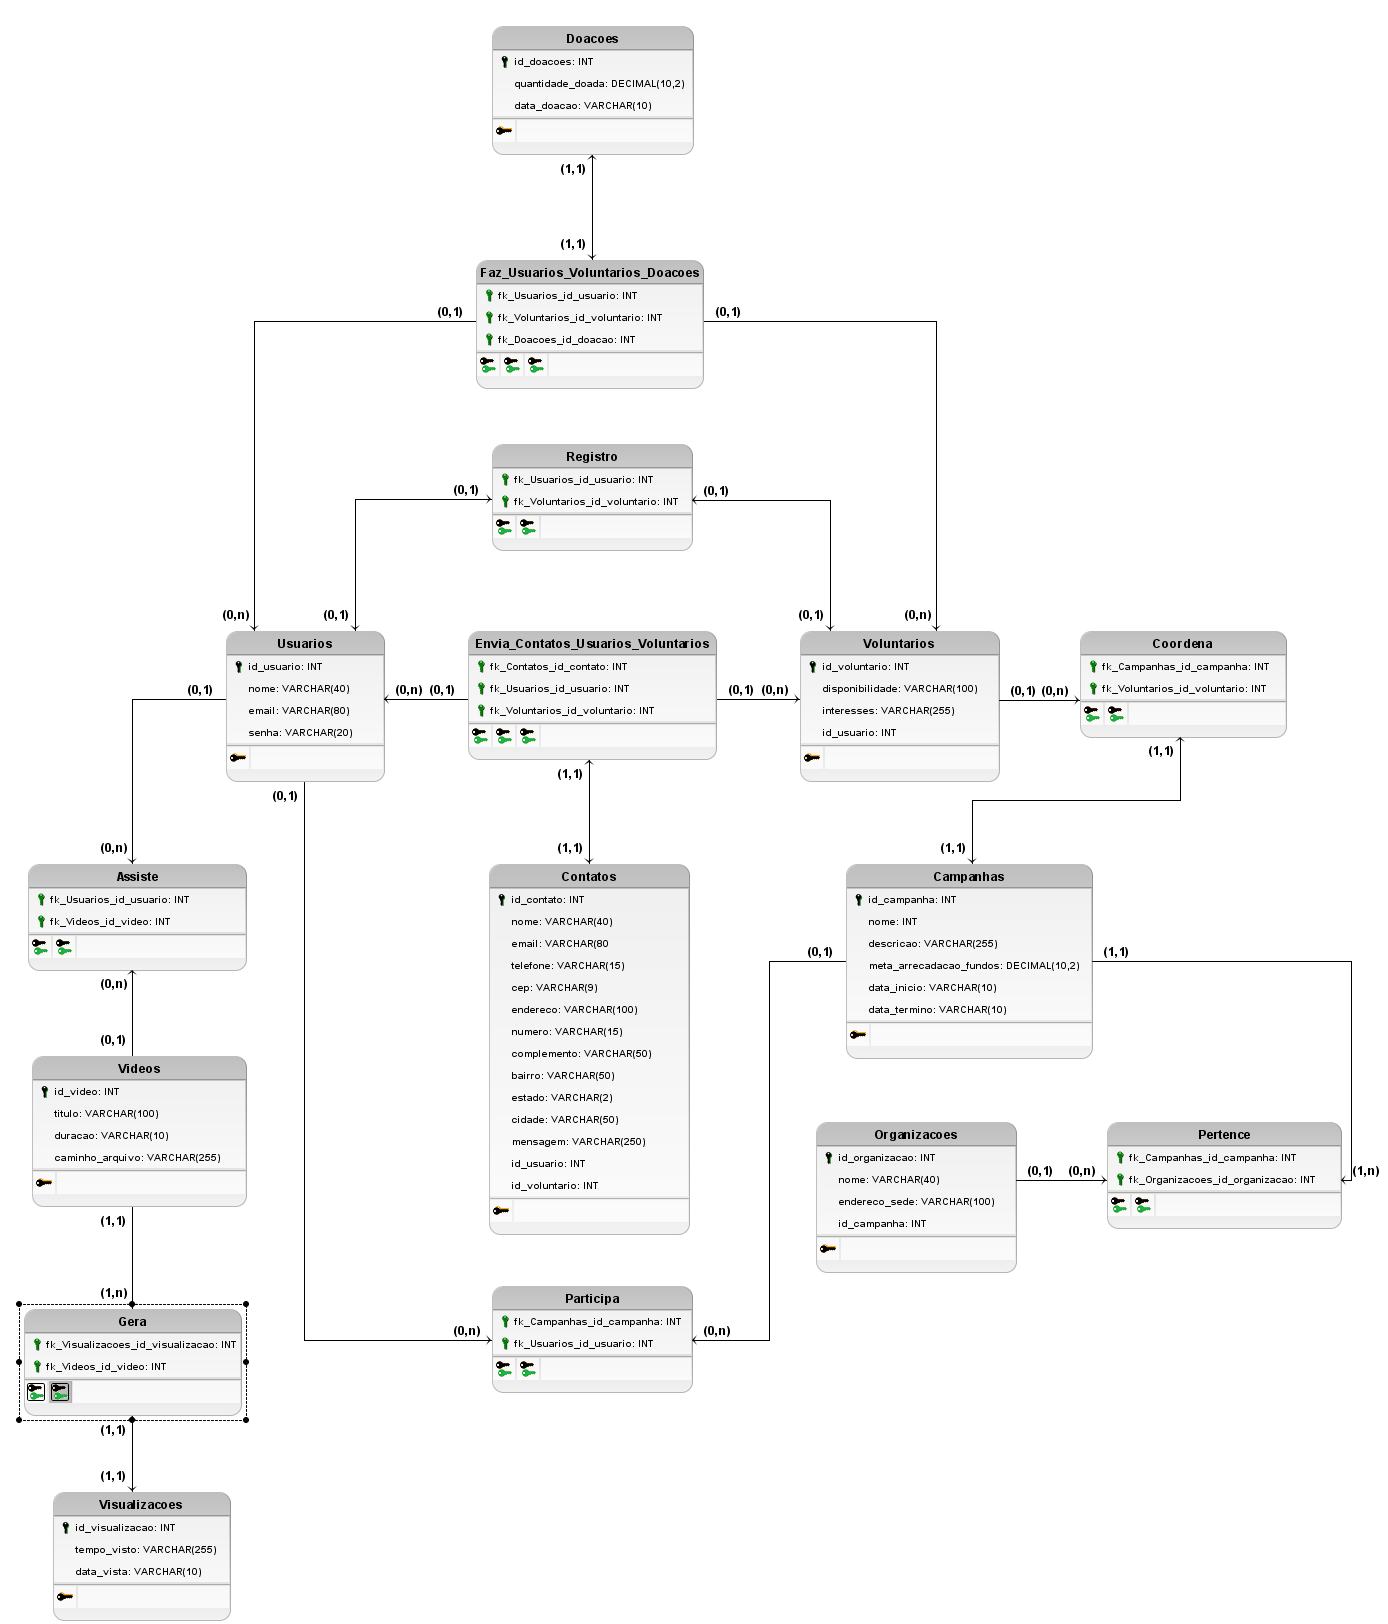 Doacoes
id_doacoes: INT
quantidade_doada: DECIMAL(10,2)
data_doacao: VARCHAR(10)
(1,1)
(1,1)
Faz_Usuarios_Voluntarios_Doacoes
fk_Usuarios_id_usuario: INT
fk_Voluntarios_id_voluntario: INT
fk_Doacoes_id_doacao: INT
(0,1)
(0,1)
Registro
fk_Usuarios_id_usuario: INT
fk_Voluntarios_id_voluntario: INT
(0,1)
(0,1)
(0,n)
(0,1)
(0,1)
(0,n)
Usuarios
id_usuario: INT
nome: VARCHAR(40)
email: VARCHAR(80)
senha: VARCHAR(20)
(0,1)
(0,n)
(0,1)
Envia_Contatos_Usuarios_Voluntarios
fk_Contatos_id_contato: INT
fk_Usuarios_id_usuario: INT
fk_Voluntarios_id_voluntario: INT
(0,1)
(0,n)
Voluntarios
id_voluntario: INT
disponibilidade: VARCHAR(100)
interesses: VARCHAR(255)
id_usuario: INT
(0,1)
(0,n)
Coordena
fk_Campanhas_id_campanha: INT
fk_Voluntarios_id_voluntario: INT
(1,1)
(1,1)
(0,1)
(1,1)
(0,n)
(1,1)
Assiste
fk_Usuarios_id_usuario: INT
fk_Videos_id_video: INT
(0,n)
(0,1)
Contatos
id_contato: INT
nome: VARCHAR(40)
email: VARCHAR(80
telefone: VARCHAR(15)
cep: VARCHAR(9)
endereco: VARCHAR(100)
numero: VARCHAR(15)
complemento: VARCHAR(50)
bairro: VARCHAR(50)
estado: VARCHAR(2)
cidade: VARCHAR(50)
mensagem: VARCHAR(250)
id_usuario: INT
id_voluntario: INT
Campanhas
id_campanha: INT
nome: INT
descricao: VARCHAR(255)
meta_arrecadacao_fundos: DECIMAL(10,2)
data_inicio: VARCHAR(10)
data_termino: VARCHAR(10)
(0,1)
(1,1)
Videos
id_video: INT
titulo: VARCHAR(100)
duracao: VARCHAR(10)
caminho_arquivo: VARCHAR(255)
(1,1)
(1,n)
Organizacoes
id_organizacao: INT
nome: VARCHAR(40)
endereco_sede: VARCHAR(100)
id_campanha: INT
(0,1)
(0,n)
Pertence
fk_Campanhas_id_campanha: INT
fk_Organizacoes_id_organizacao: INT
(1,n)
Gera
fk_Visualizacoes_id_visualizacao: INT
fk_Videos_id_video: INT
(1,1)
(1,1)
Participa
fk_Campanhas_id_campanha: INT
fk_Usuarios_id_usuario: INT
(0,n)
(0,n)
Visualizacoes
id_visualizacao: INT
tempo_visto: VARCHAR(255)
data_vista: VARCHAR(10)